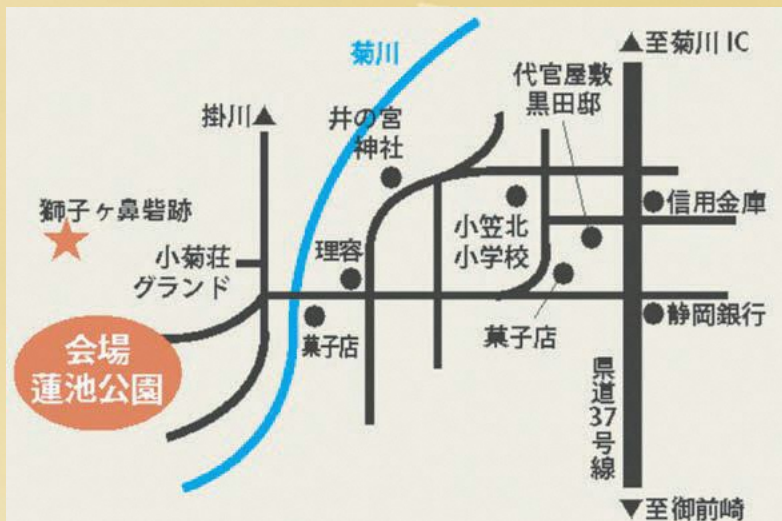 ▲至菊川IC
菊川
代官屋敷
黒田邸
掛川▲
井の宮
神社
獅子ヶ鼻砦跡
信用金庫
小笠北
小学校
理容
小菊荘
グランド
静岡銀行
菓子店
菓子店
会場
蓮池公園
県道37号線
▼至御前崎